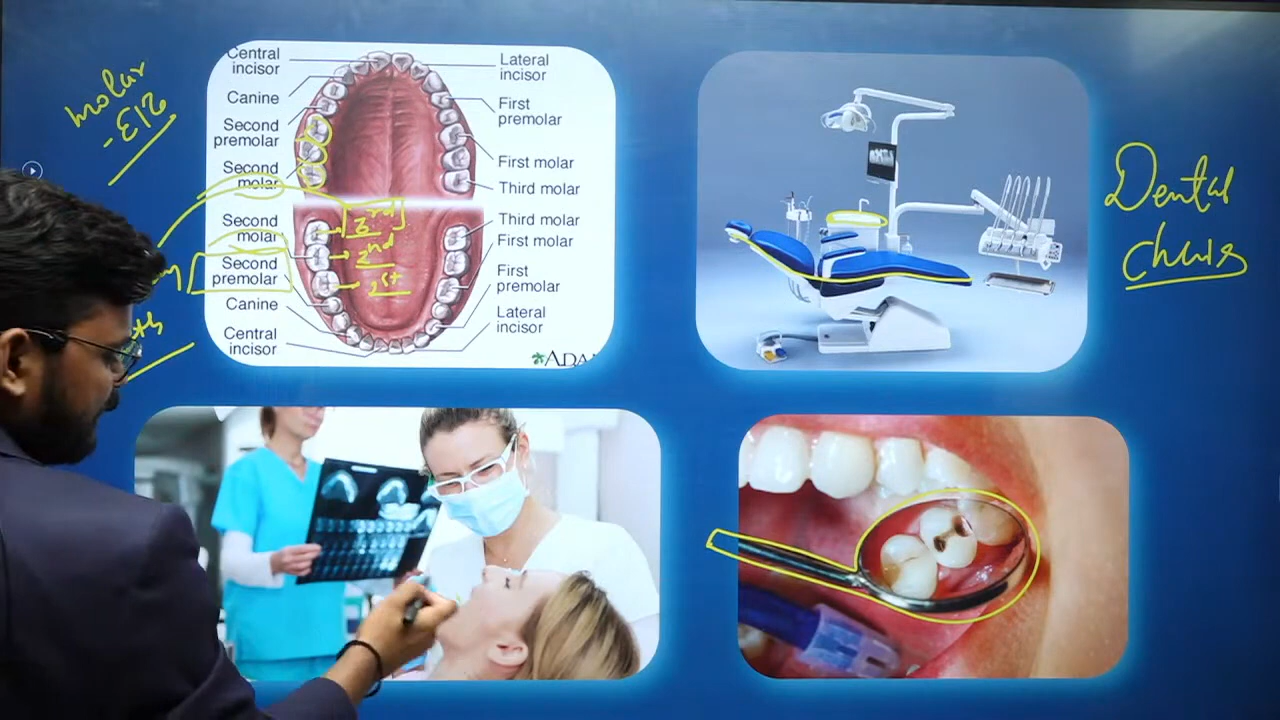 molar
Central
incisor
Canine
Second
premolar
Second
molar
Second
molar
Second
premolar
Canine
Central
incisor
Lateral
incisor
First
premolar
First molar
Third molar
Third molar
First molar
First
premolar
Lateral
incisor
3rd
2nd
1st
ADA
Dental
chair